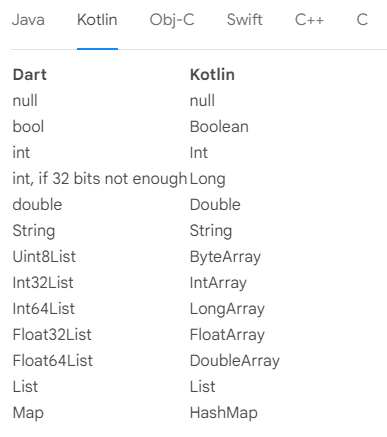 Java Kotlin Obj-C Swift C++ C
Dart Kotlin
null null
bool Boolean
int Int
int, if 32 bits not enough Long
double Double
String String
Uint8List ByteArray
Int32List IntArray
Int64List LongArray
Float32List FloatArray
Float64List DoubleArray
List List
Map HashMap